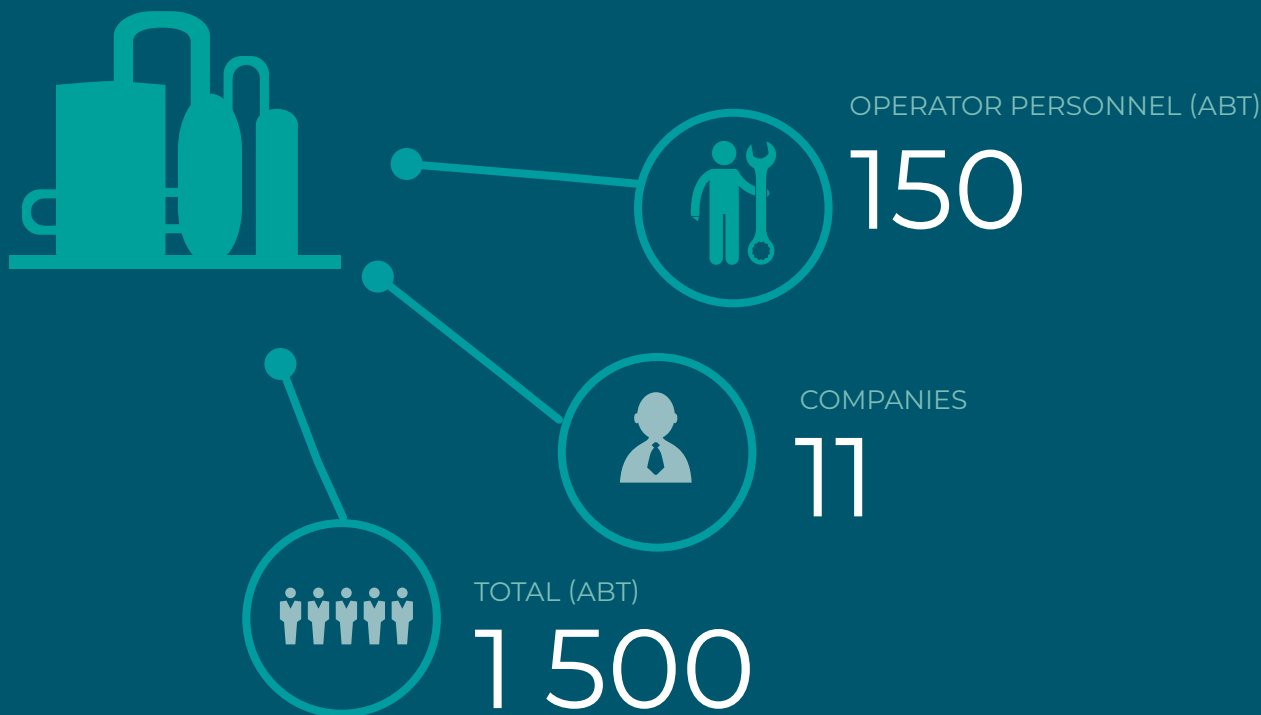 OPERATOR PERSONNEL (ABT)
150
COMPANIES
11
TOTAL (ABT)
1 500